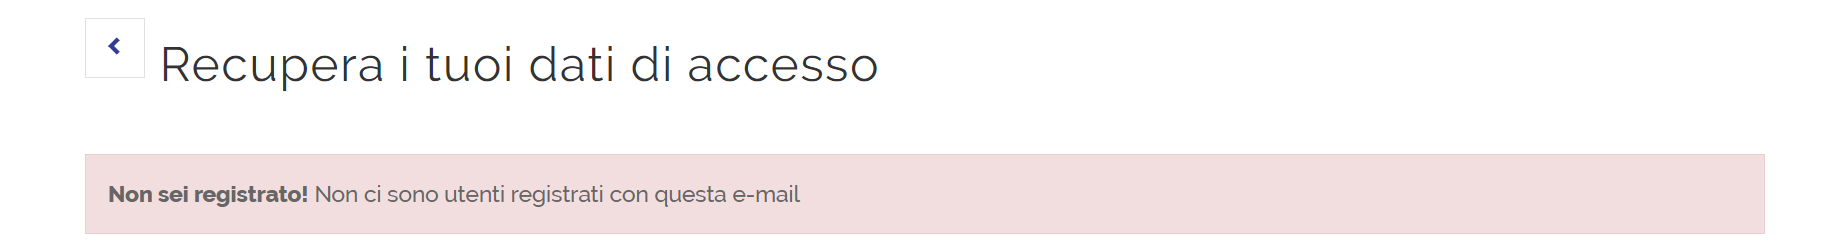 Recupera i tuoi dati di accesso
Non sei registrato! Non ci sono utenti registrati con questa e-mail